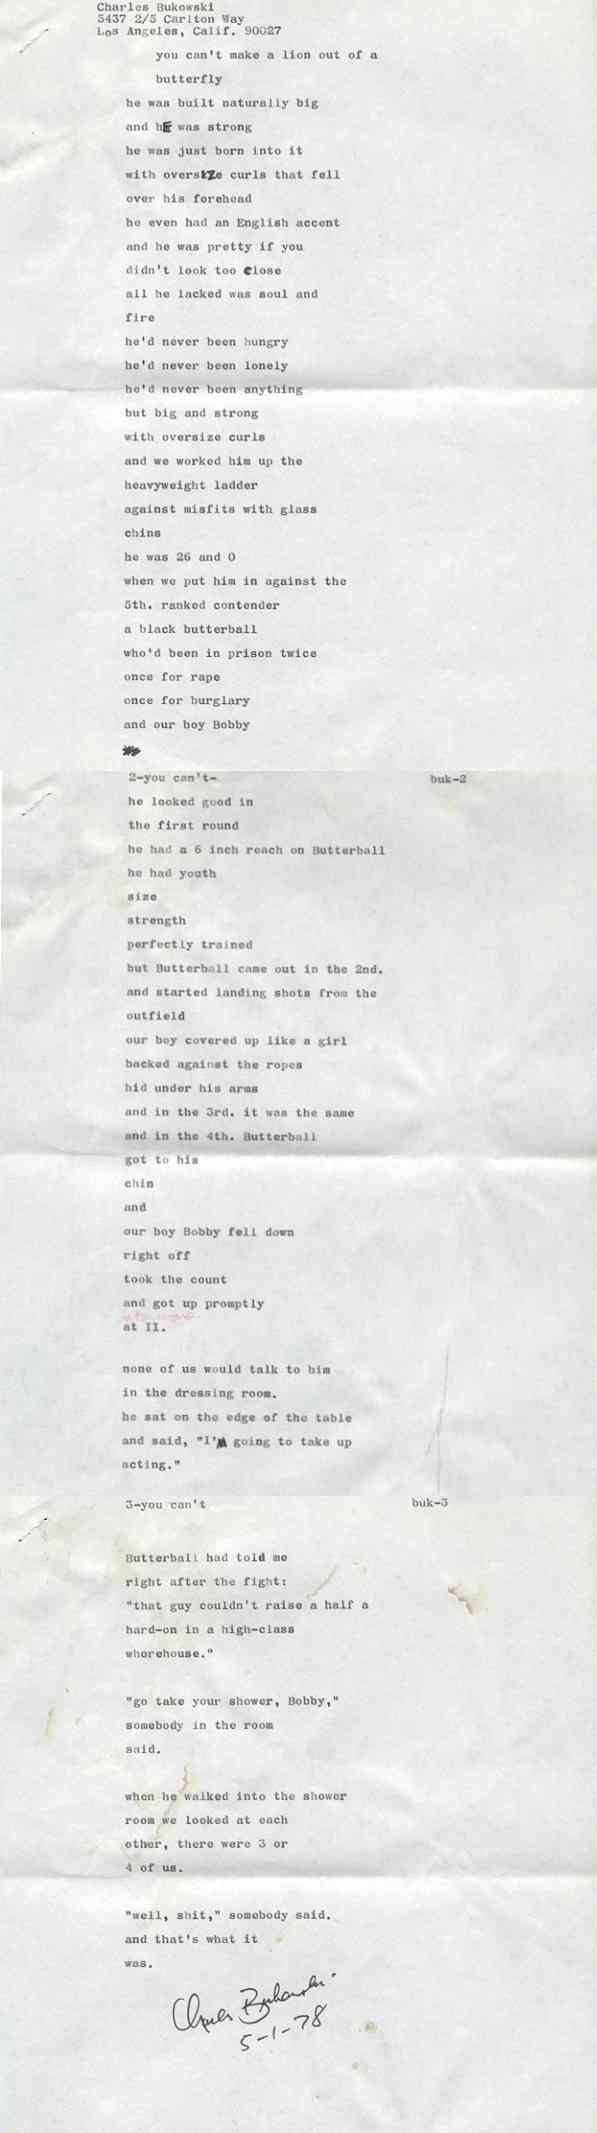 Charles Bukowski
5437 2/5 Carlton Way
Los Angeles, Calif. 90027
you can't make a lion out of a
butterfly
he was built naturally big
and hE was strong
he was just born into it
with oversIZe curls that fell
over his forehead
he even had an English accent
and he was pretty if you
didn't look too close
all he lacked was soul and
fire
he'd never been hungry
he'd never been lonely
he'd never been anything
but big and strong
with oversize curls
and we worked him up the
heavyweight ladder
against misfits with glass
chins
he was 26 and 0
when we put him in against the
5th. ranked contender
a black butterball
who'd been in prison twice
once for rape
once for burglary
and our boy Bobby
2-you can't- buk-2
he looked good in
the first round
he had a 6 inch reach on Butterball
he had youth
size
strength
perfectly trained
but Butterball came out in the 2nd.
and started landing shots from the
outfield
our boy covered up like a girl
backed against the ropes
hid under his arms
and in the 3rd. it was the same
and in the 4th. Butterball
got to his
chin
and
our boy Bobby fell down
right off
took the count
and got up promptly
at II.
none of us would talk to him
in the dressing room.
he sat on the edge of the table
and said, "I'M going to take up
acting."
3-you can't buk-3
Butterball had told me
right after the fight:
"that guy couldn't raise a half a
hard-on in a high-class
whorehouse."
"go take your shower, Bobby,"
somebody in the room
said.
when he walked into the shower
room we looked at each
other, there were 3 or
4 of us.
"well, shit," somebody said.
and that's what it
was.
Charles Bukowski
5-1-78